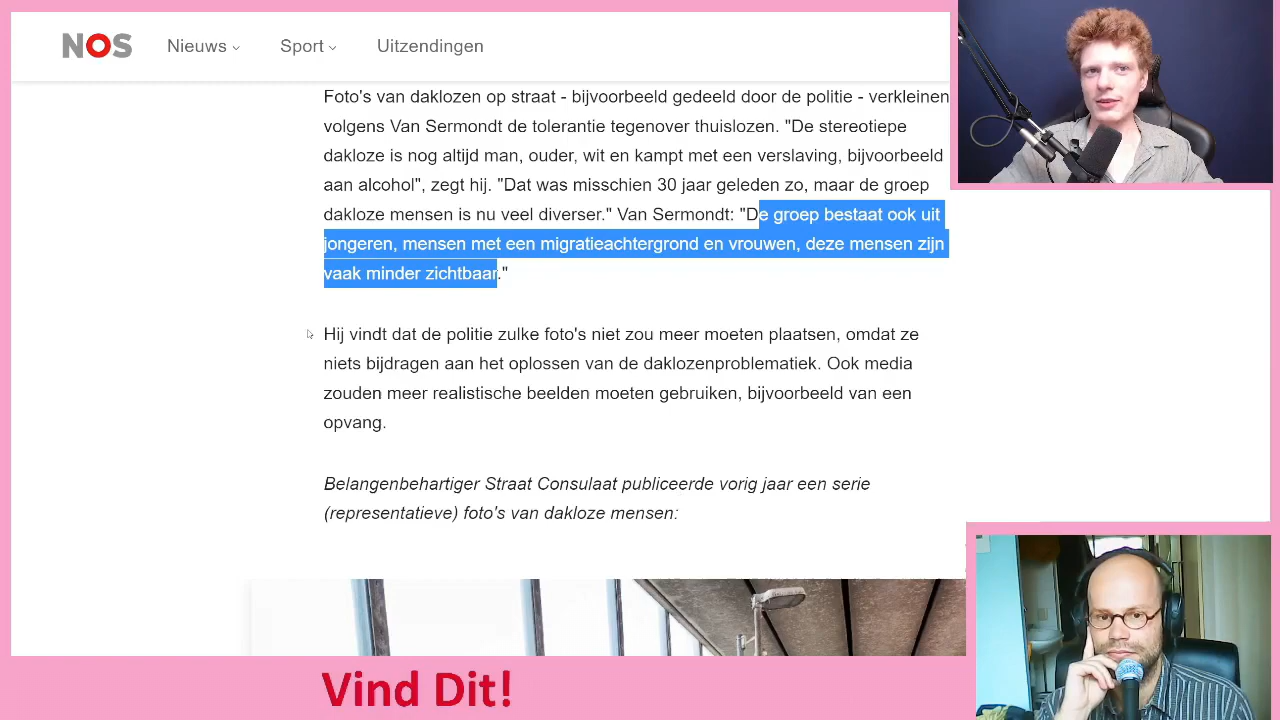 NOS Nieuws Sport Uitzendingen
Foto's van daklozen op straat - bijvoorbeeld gedeeld door de politie - verkleinen
volgens Van Sermondt de tolerantie tegenover thuislozen. "De stereotiepe
dakloze is nog altijd man, ouder, wit en kampt met een verslaving, bijvoorbeeld
aan alcohol", zegt hij. "Dat was misschien 30 jaar geleden zo, maar de groep
dakloze mensen is nu veel diverser." Van Sermondt: "De groep bestaat ook uit
jongeren, mensen met een migratieachtergrond en vrouwen, deze mensen zijn
vaak minder zichtbaar."
Hij vindt dat de politie zulke foto's niet zou meer moeten plaatsen, omdat ze
niets bijdragen aan het oplossen van de daklozenproblematiek. Ook media
zouden meer realistische beelden moeten gebruiken, bijvoorbeeld van een
opvang.
Belangenbehartiger Straat Consulaat publiceerde vorig jaar een serie
(representatieve) foto's van dakloze mensen:
Vind Dit!